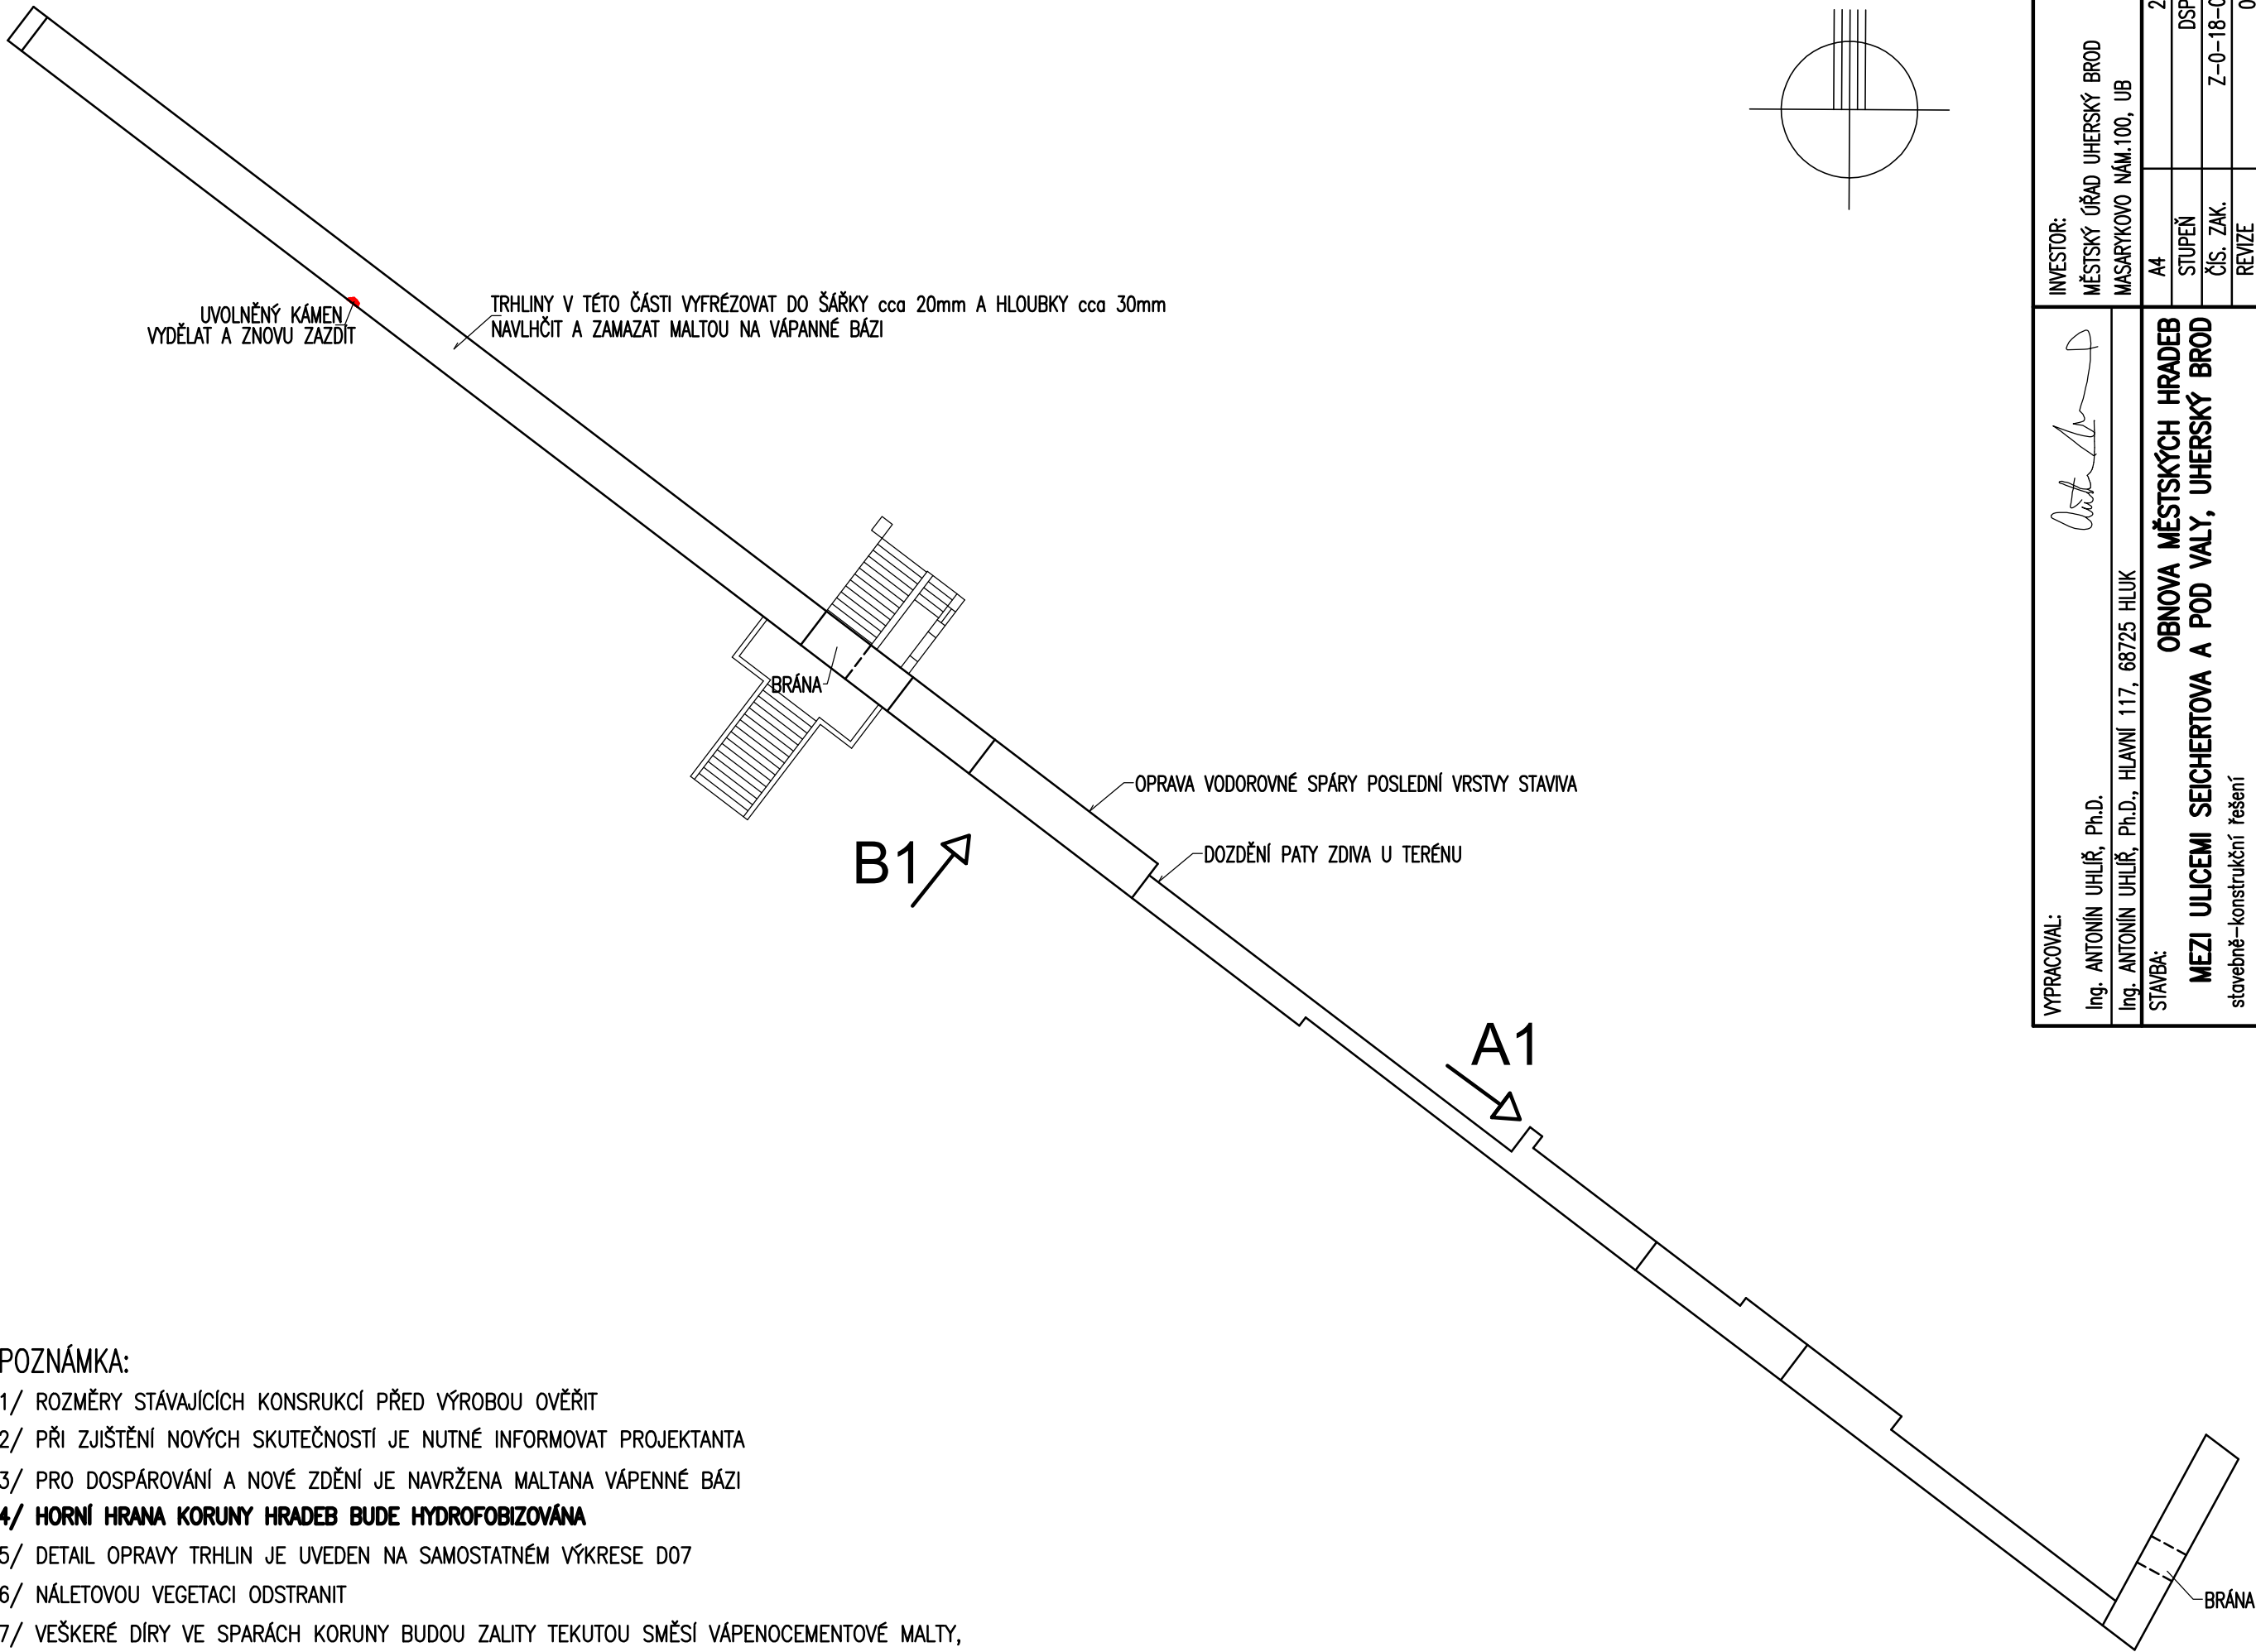 UVOLNĚNÝ KÁMEN
VYDĚLAT A ZNOVU ZAZDÍT
TRHLINY V TÉTO ČÁSTI VYFRÉZOVAT DO ŠÁŘKY cca 20mm A HLOUBKY cca 30mm
NAVLHČIT A ZAMAZAT MALTOU NA VÁPANNÉ BÁZI
BRÁNA
OPRAVA VODOROVNÉ SPÁRY POSLEDNÍ VRSTVY STAVIVA
DOZDĚNÍ PATY ZDIVA U TERÉNU
B1
A1
BRÁNA
POZNÁMKA:
1/ ROZMĚRY STÁVAJÍCÍCH KONSRUKCÍ PŘED VÝROBOU OVĚŘIT
2/ PŘI ZJIŠTĚNÍ NOVÝCH SKUTEČNOSTÍ JE NUTNÉ INFORMOVAT PROJEKTANTA
3/ PRO DOSPÁROVÁNÍ A NOVÉ ZDĚNÍ JE NAVRŽENA MALTANA VÁPENNÉ BÁZI
4/ HORNÍ HRANA KORUNY HRADEB BUDE HYDROFOBIZOVÁNA
5/ DETAIL OPRAVY TRHLIN JE UVEDEN NA SAMOSTATNÉM VÝKRESE D07
6/ NÁLETOVOU VEGETACI ODSTRANIT
7/ VEŠKERÉ DÍRY VE SPARÁCH KORUNY BUDOU ZALITY TEKUTOU SMĚSÍ VÁPENOCEMENTOVÉ MALTY,
VYPRACOVAL:
Ing. ANTONÍN UHLÍŘ, Ph.D.
Ing. ANTONÍN UHLÍŘ, Ph.D., HLAVNÍ 117, 68725 HLUK
INVESTOR:
MĚSTSKÝ ÚŘAD UHERSKÝ BROD
MASARYKOVO NÁM.100, UB
STAVBA:
OBNOVA MĚSTSKÝCH HRADEB
MEZI ULICEMI SEICHERTOVA A POD VALY, UHERSKÝ BROD
stavebně-konstrukční řešení
A4 2
STUPEŇ DSP
ČÍS. ZAK. Z-0-18-0
REVIZE 0